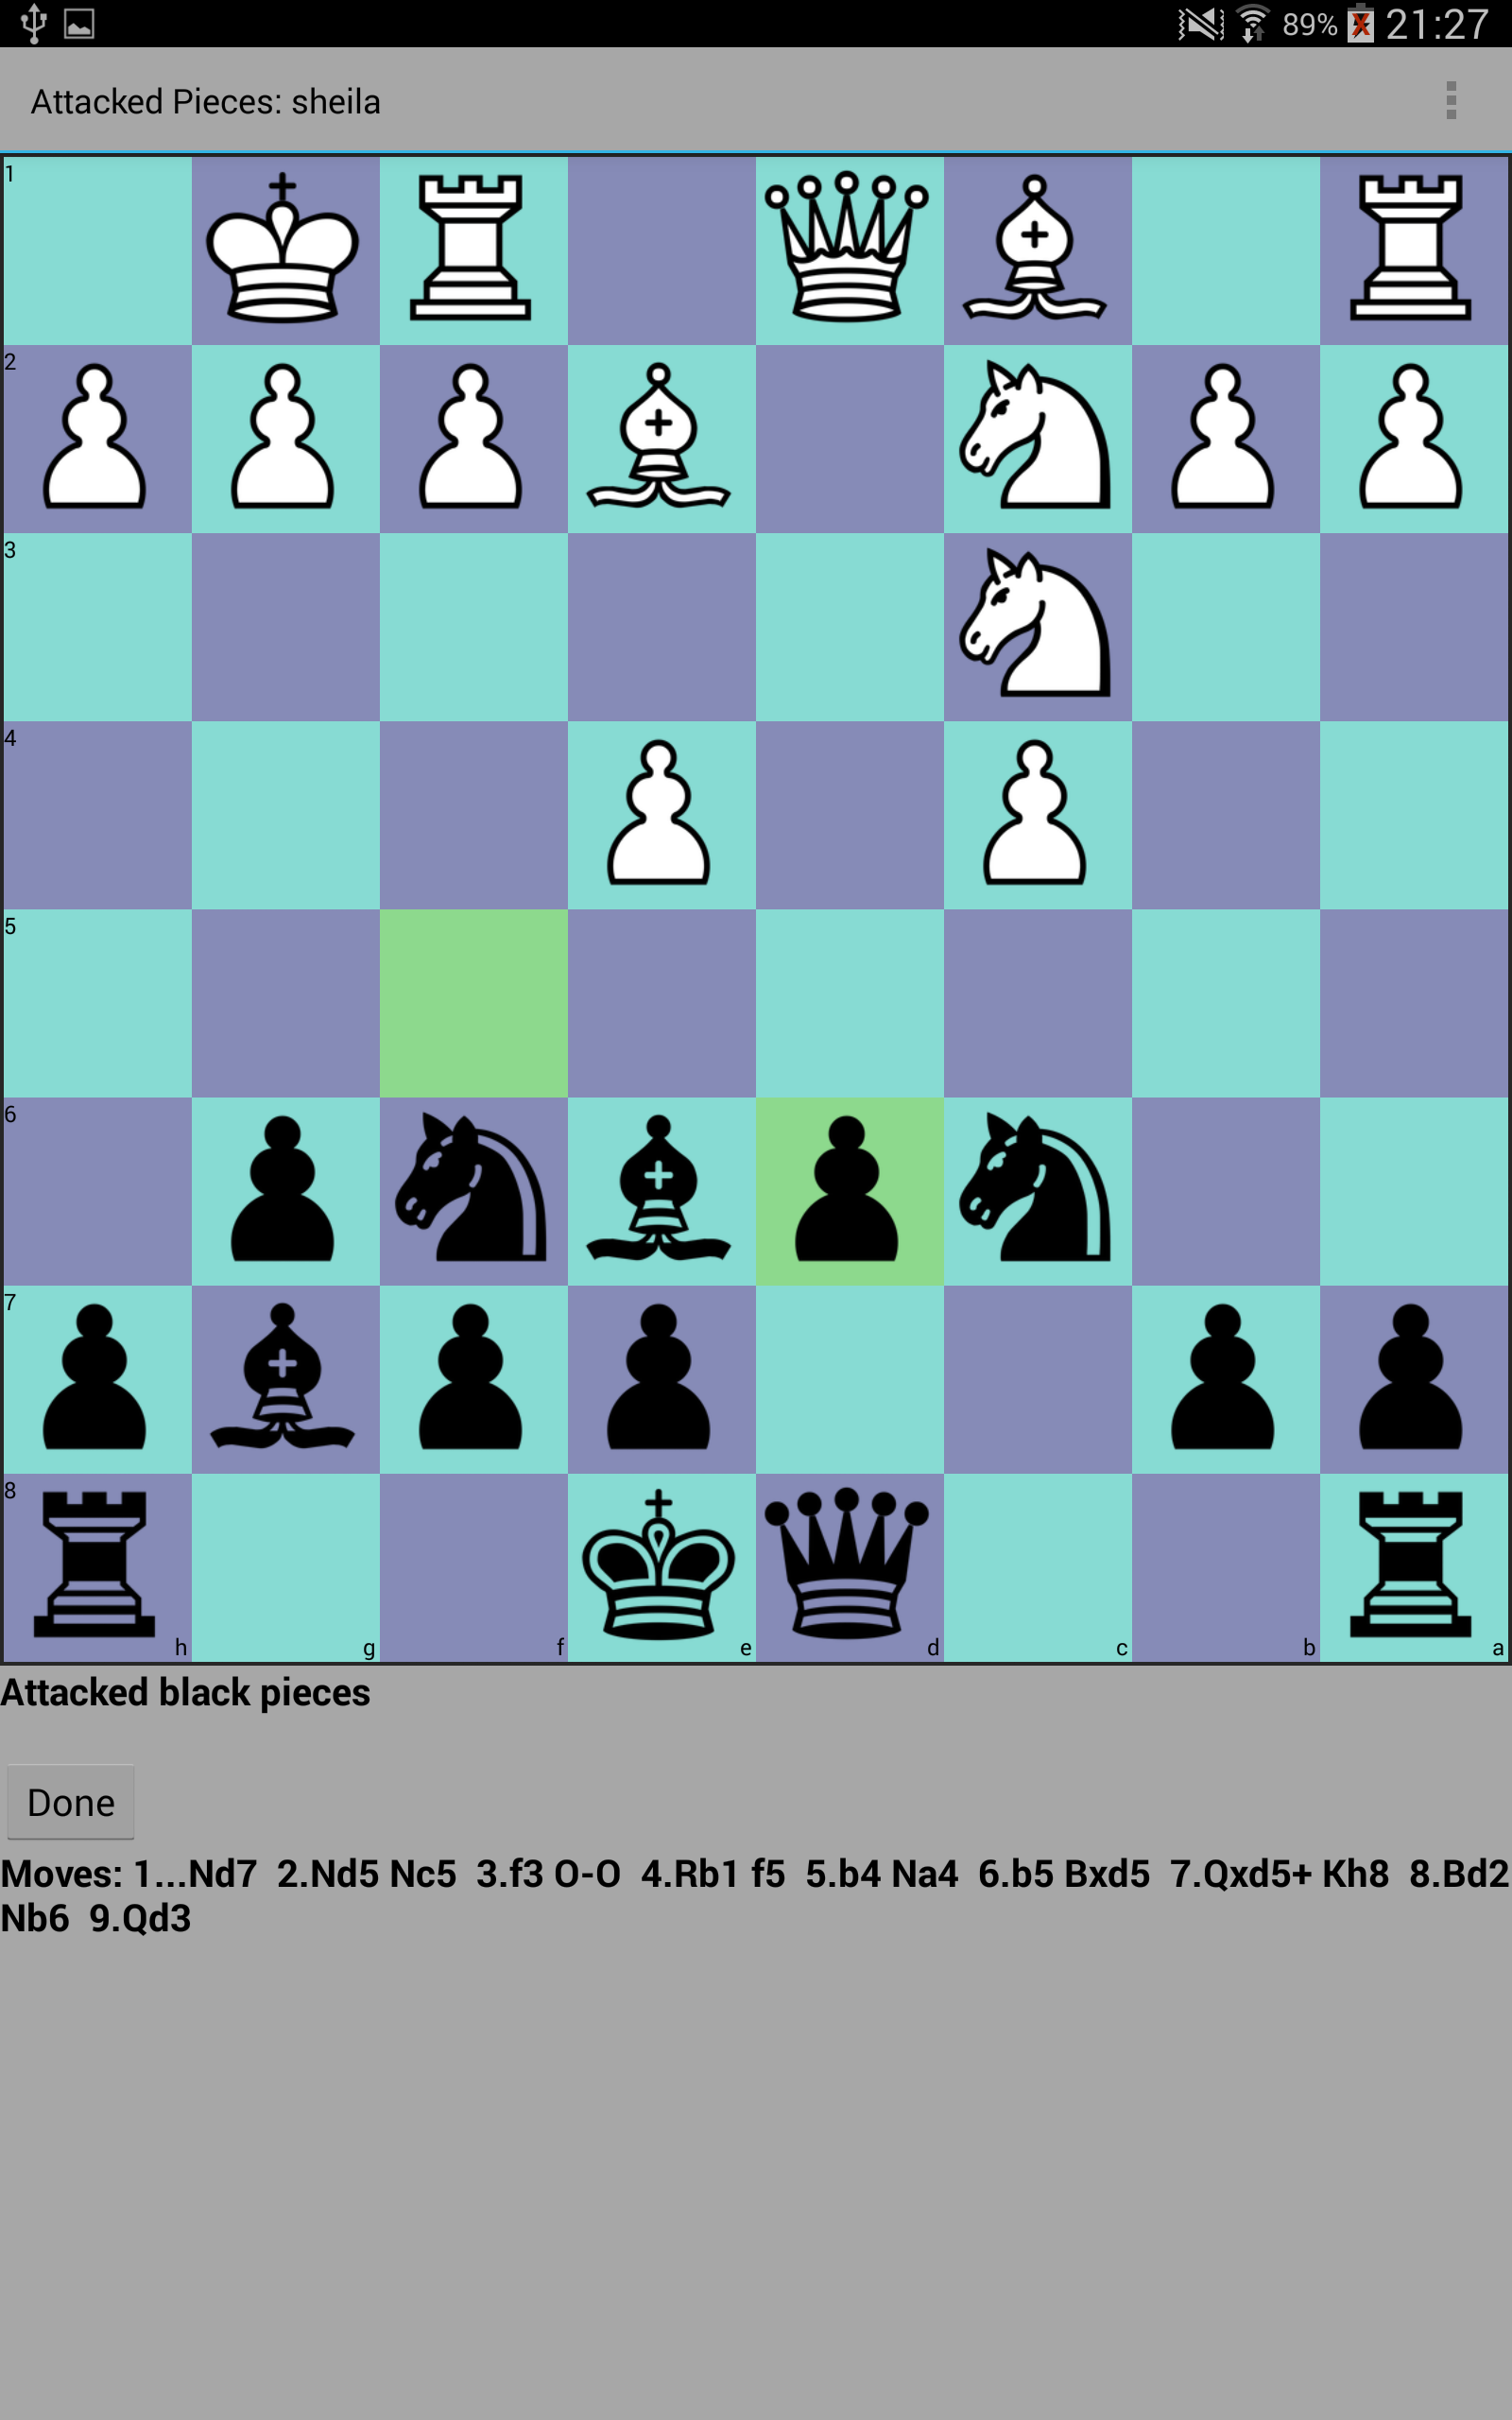 89% 21:27
Attacked Pieces: sheila
1
2
3
4
5
6
7
8
h g f e d c b a
Attacked black pieces
Done
Moves: 1...Nd7 2.Nd5 Nc5 3.f3 O-O 4.Rb1 f5 5.b4 Na4 6.b5 Bxd5 7.Qxd5+ Kh8 8.Bd2
Nb6 9.Qd3